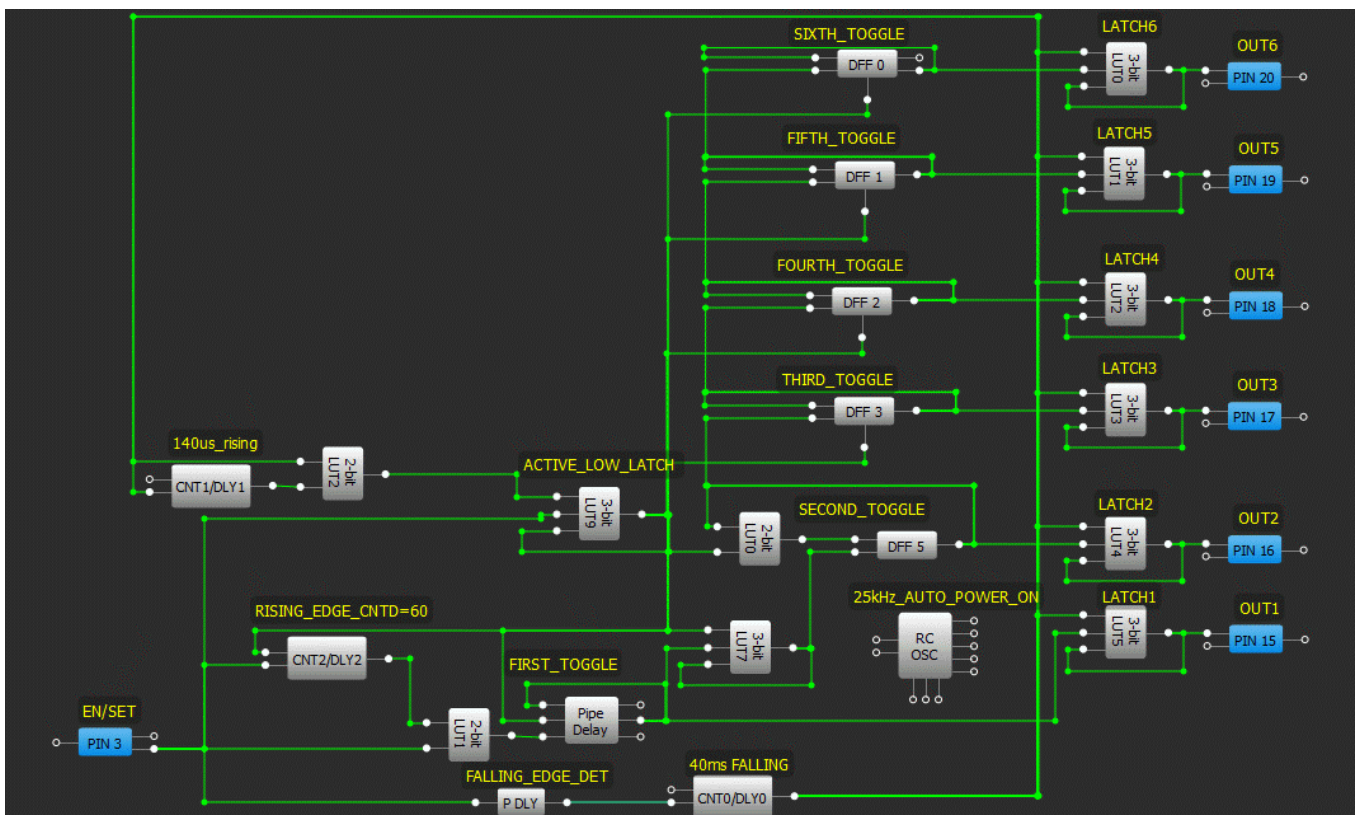 SIXTH_TOGGLE
DFF 0
LATCH6
3-bit
LUT0
OUT6
PIN 20
FIFTH_TOGGLE
DFF 1
LATCH5
3-bit
LUT1
OUT5
PIN 19
FOURTH_TOGGLE
DFF 2
LATCH4
3-bit
LUT2
OUT4
PIN 18
THIRD_TOGGLE
DFF 3
LATCH3
3-bit
LUT3
OUT3
PIN 17
140us_rising
CNT1/DLY1
2-bit
LUT2
ACTIVE_LOW_LATCH
3-bit
LUT9
2-bit
LUT0
SECOND_TOGGLE
DFF 5
LATCH2
3-bit
LUT4
OUT2
PIN 16
RISING_EDGE_CNTD=60
CNT2/DLY2
FIRST_TOGGLE
Pipe
Delay
3-bit
LUT7
25kHz_AUTO_POWER_ON
RC
OSC
LATCH1
3-bit
LUT5
OUT1
PIN 15
EN/SET
PIN 3
2-bit
LUT1
FALLING_EDGE_DET
P DLY
40ms FALLING
CNT0/DLY0